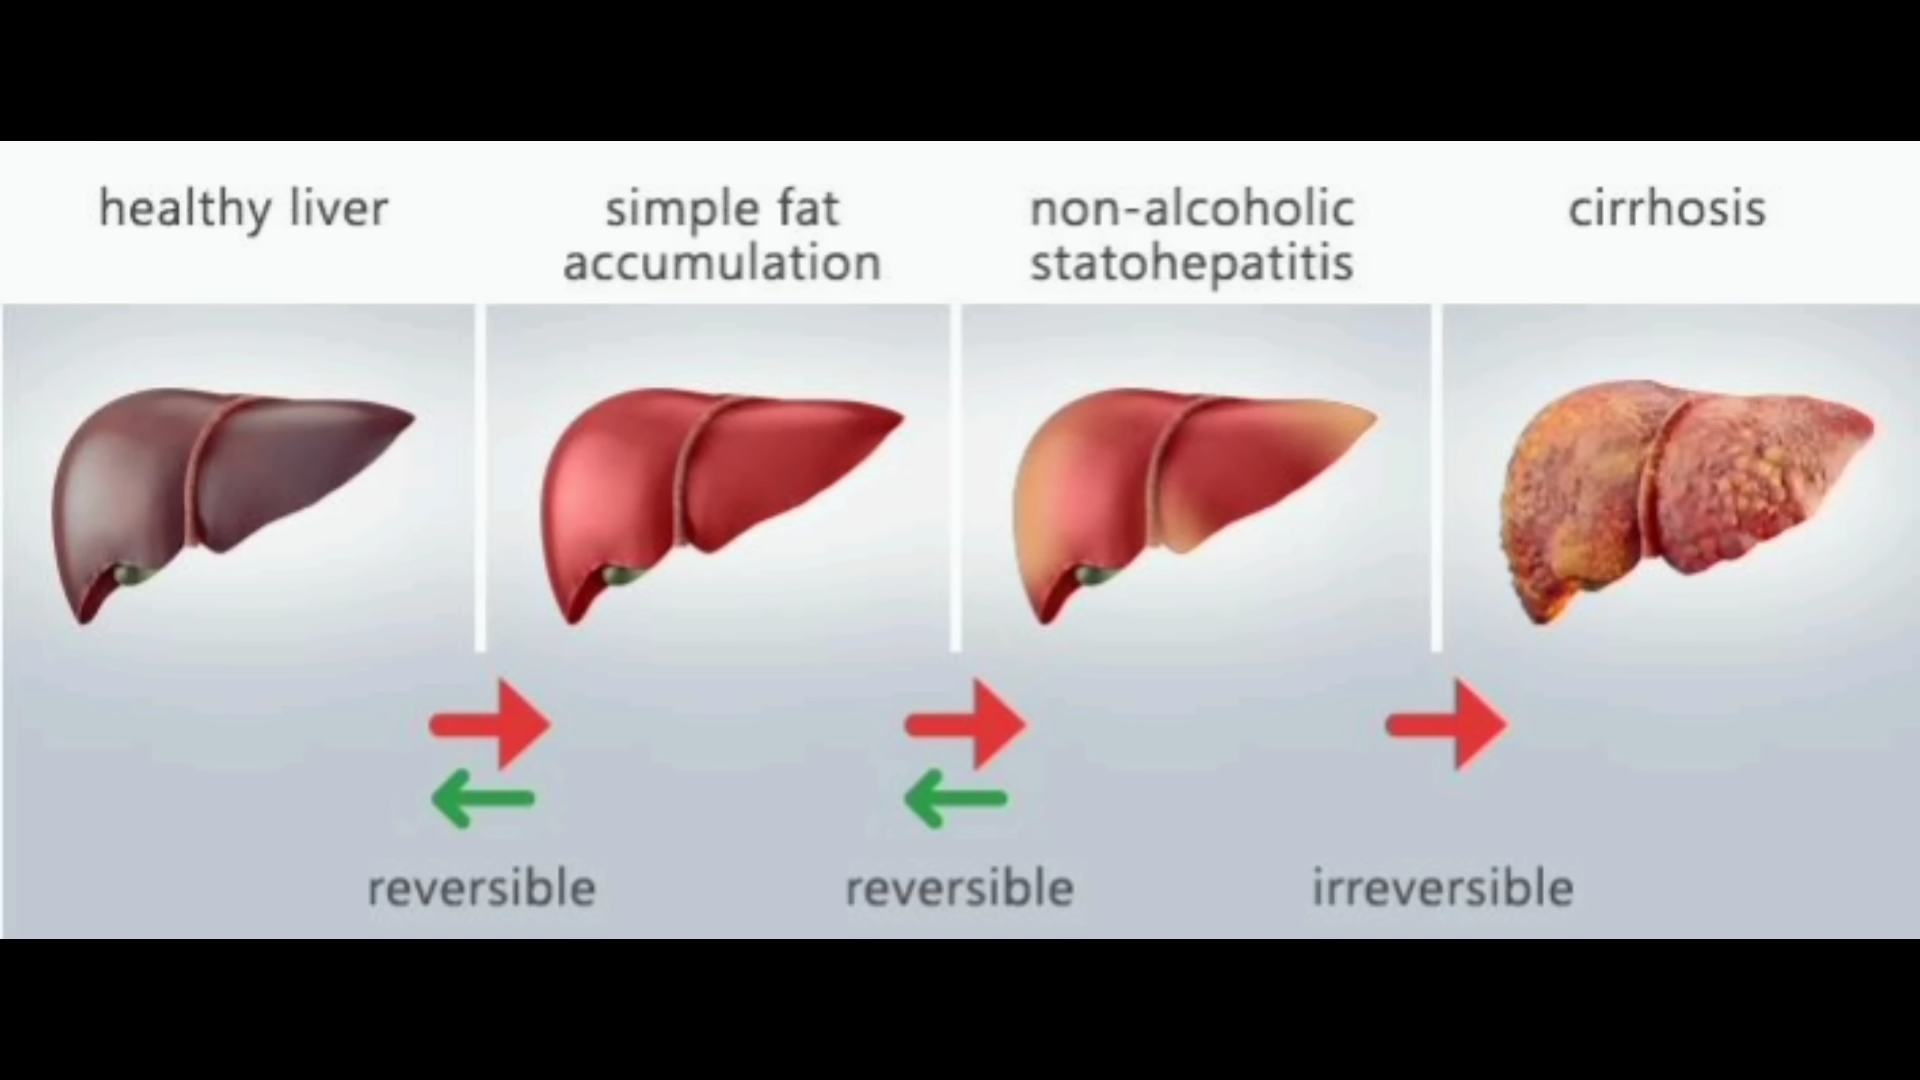 healthy liver
simple fat
accumulation
non-alcoholic
statohepatitis
cirrhosis
reversible
reversible
irreversible